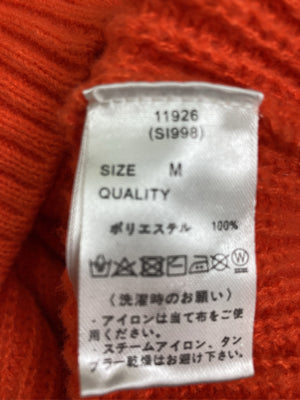 11926
(SI998)
SIZE M
QUALITY
ポリエステル 100%
(洗濯時のお願い)
・アイロンは当て布をご使
用ください。
・スチームアイロン、タン
ブラー乾燥はお避け下さい